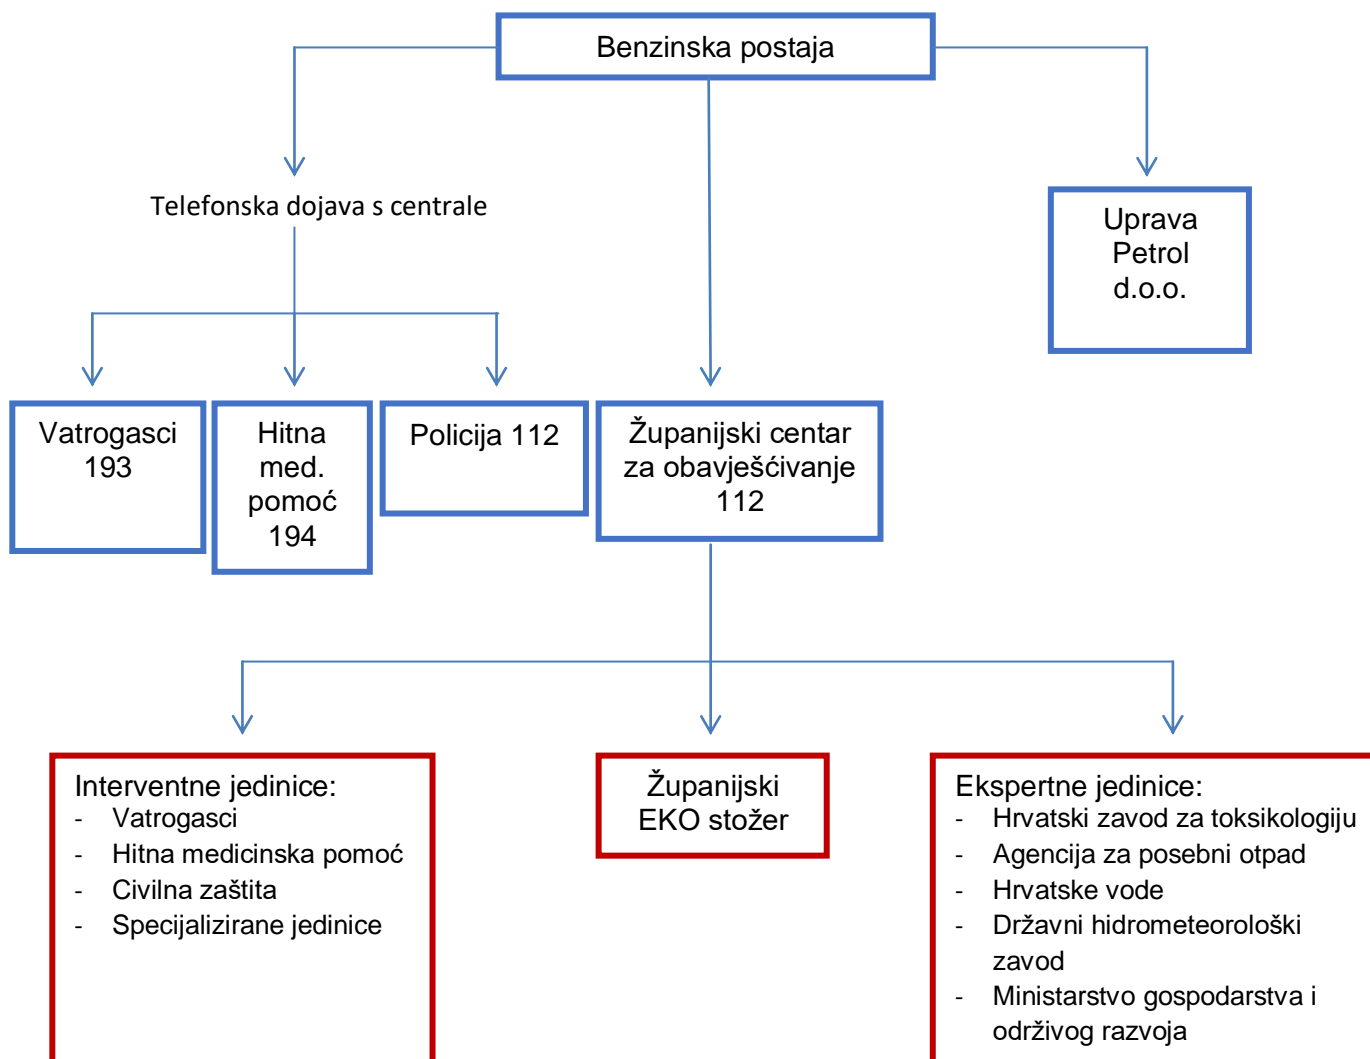 Benzinska postaja
Telefonska dojava s centrale
Uprava
Petrol
d.o.o.
Vatrogasci
193
Hitna
med.
pomoć
194
Policija 112
Županijski centar
za obavješćivanje
112
Interventne jedinice:
- Vatrogasci
- Hitna medicinska pomoć
- Civilna zaštita
- Specijalizirane jedinice
Županijski
EKO stožer
Ekspertne jedinice:
- Hrvatski zavod za toksikologiju
- Agencija za posebni otpad
- Hrvatske vode
- Državni hidrometeorološki
zavod
- Ministarstvo gospodarstva i
održivog razvoja